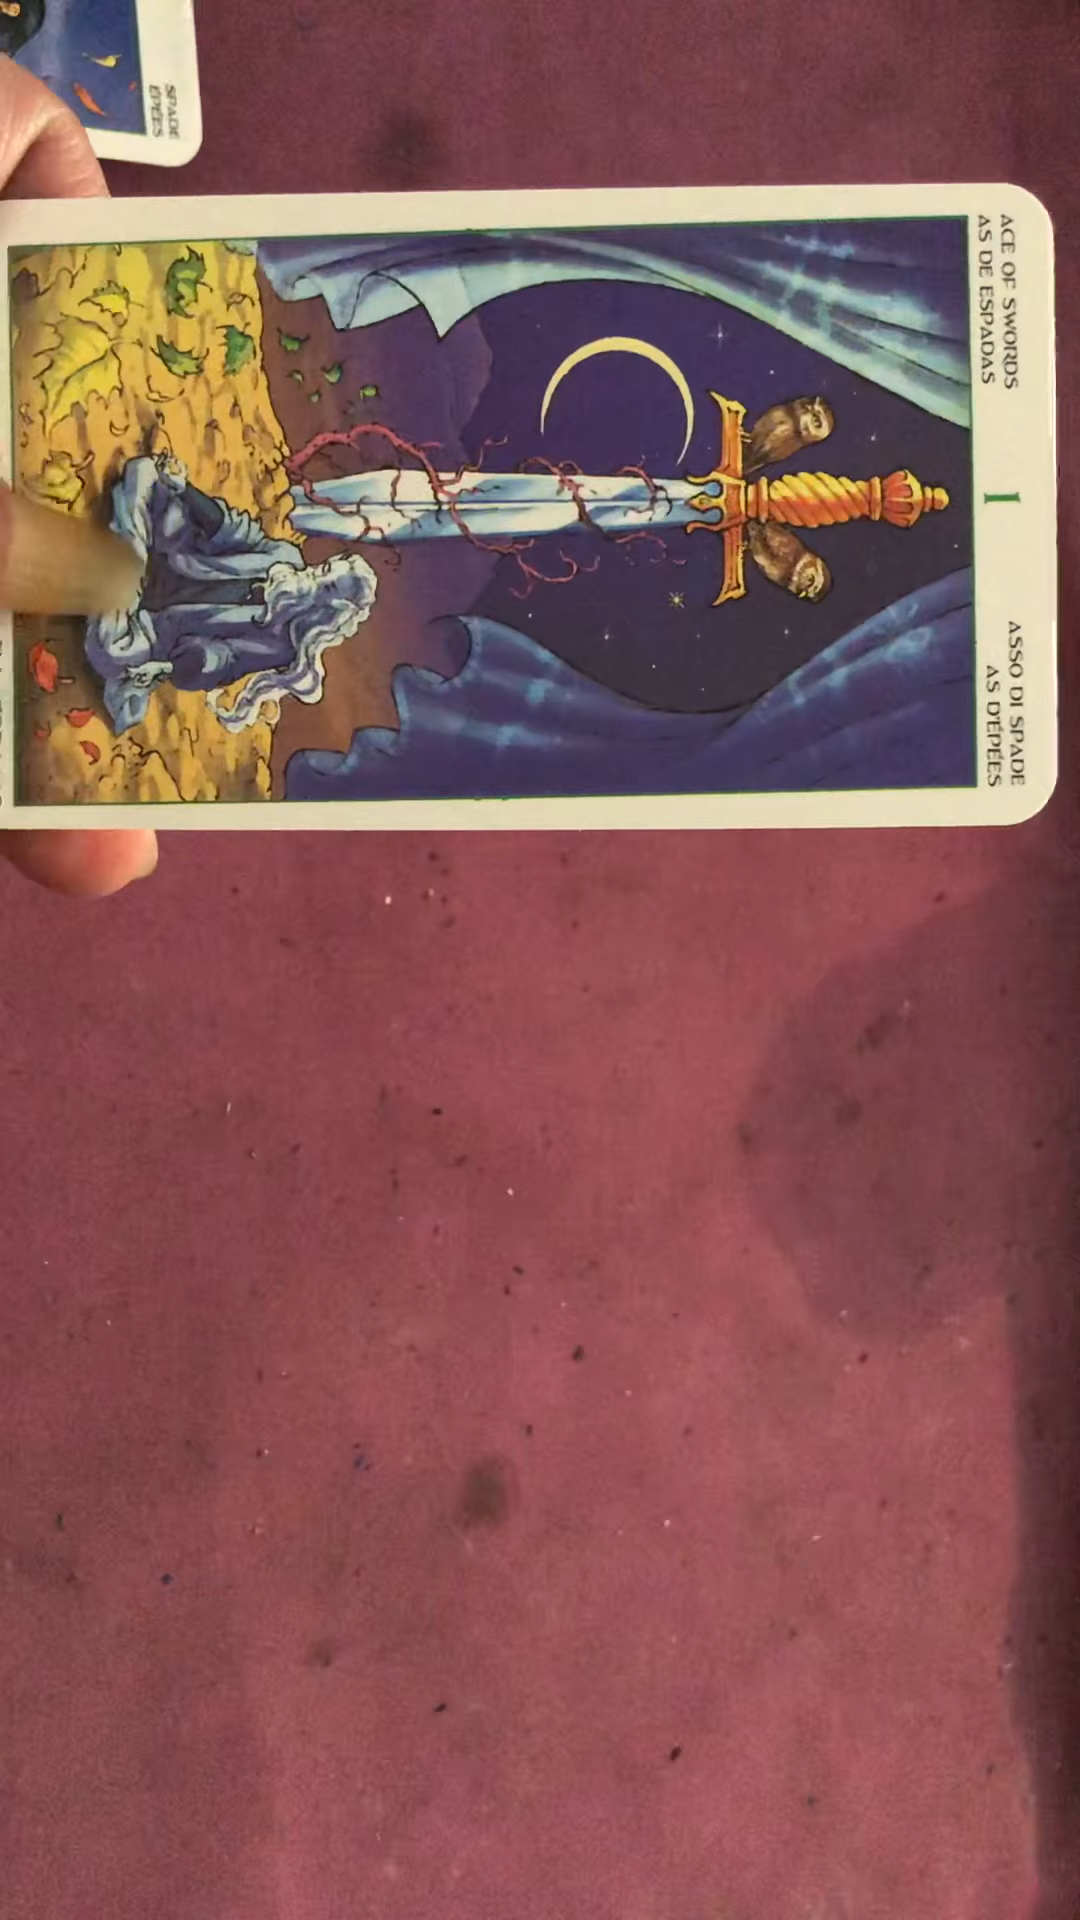 ACE OF SWORDS
AS DE ESPADAS
I
ASSO DI SPADE
AS D'ÉPÉES
SPADE
ÉPÉES